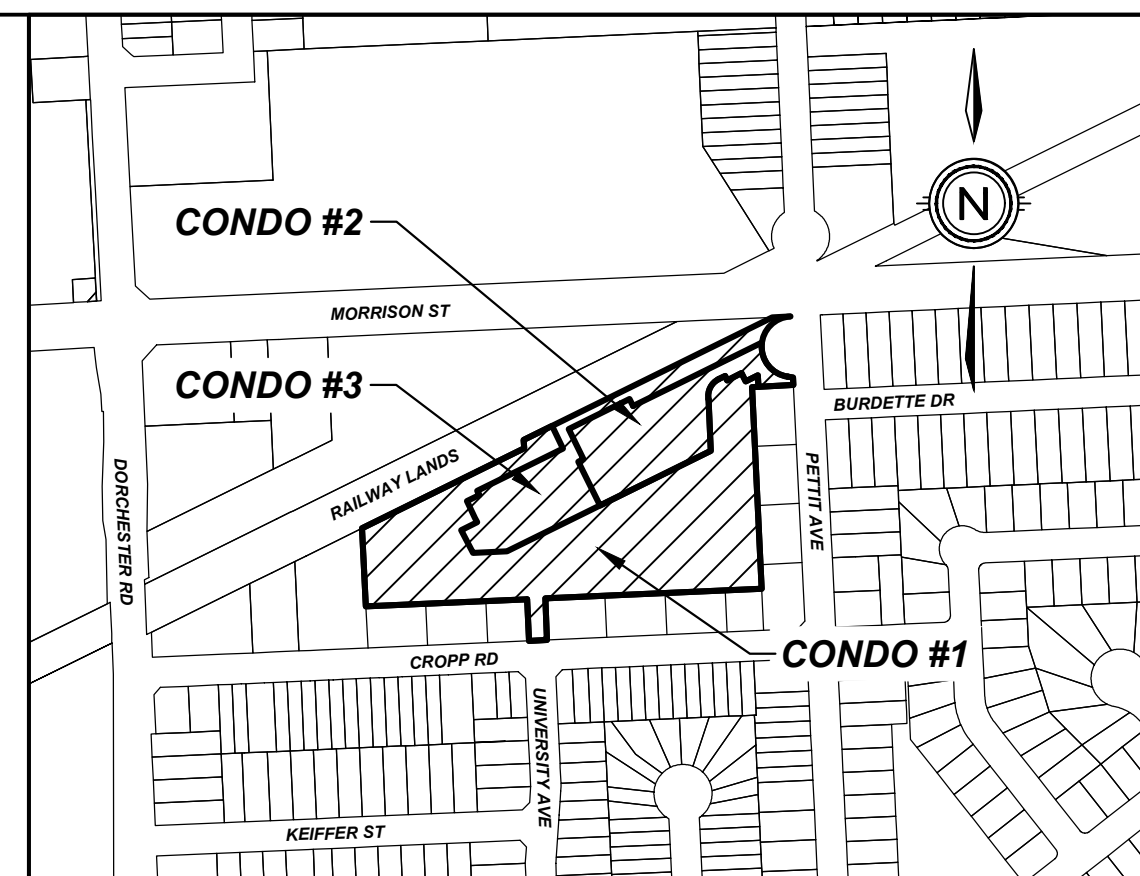 N
CONDO #2
MORRISON ST
CONDO #3
BURDETTE DR
RAILWAY LANDS
DORCHESTER RD
PETTIT AVE
CONDO #1
CROPP RD
UNIVERSITY AVE
KEIFFER ST